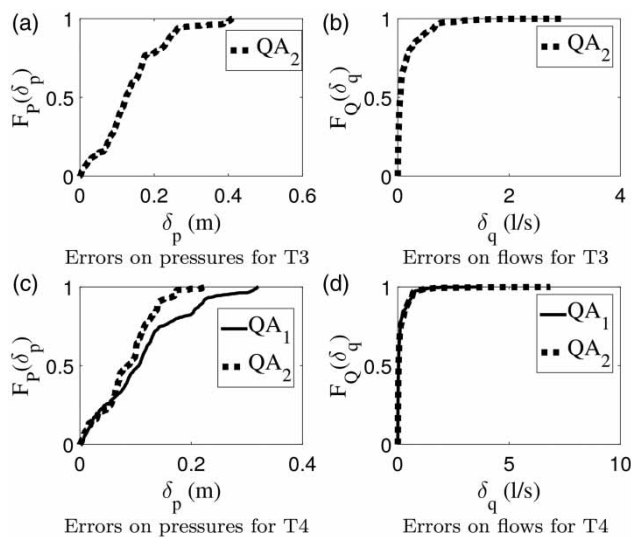 (a)
1
0.5
0
F_P(δ_p)
QA_2
0 0.2 0.4 0.6
δ_p (m)
Errors on pressures for T3
(b)
1
0.5
0
F_Q(δ_q)
QA_2
0 2 4
δ_q (l/s)
Errors on flows for T3
(c)
1
0.5
0
F_P(δ_p)
QA_1
QA_2
0 0.2 0.4
δ_p (m)
Errors on pressures for T4
(d)
1
0.5
0
F_Q(δ_q)
QA_1
QA_2
0 5 10
δ_q (l/s)
Errors on flows for T4